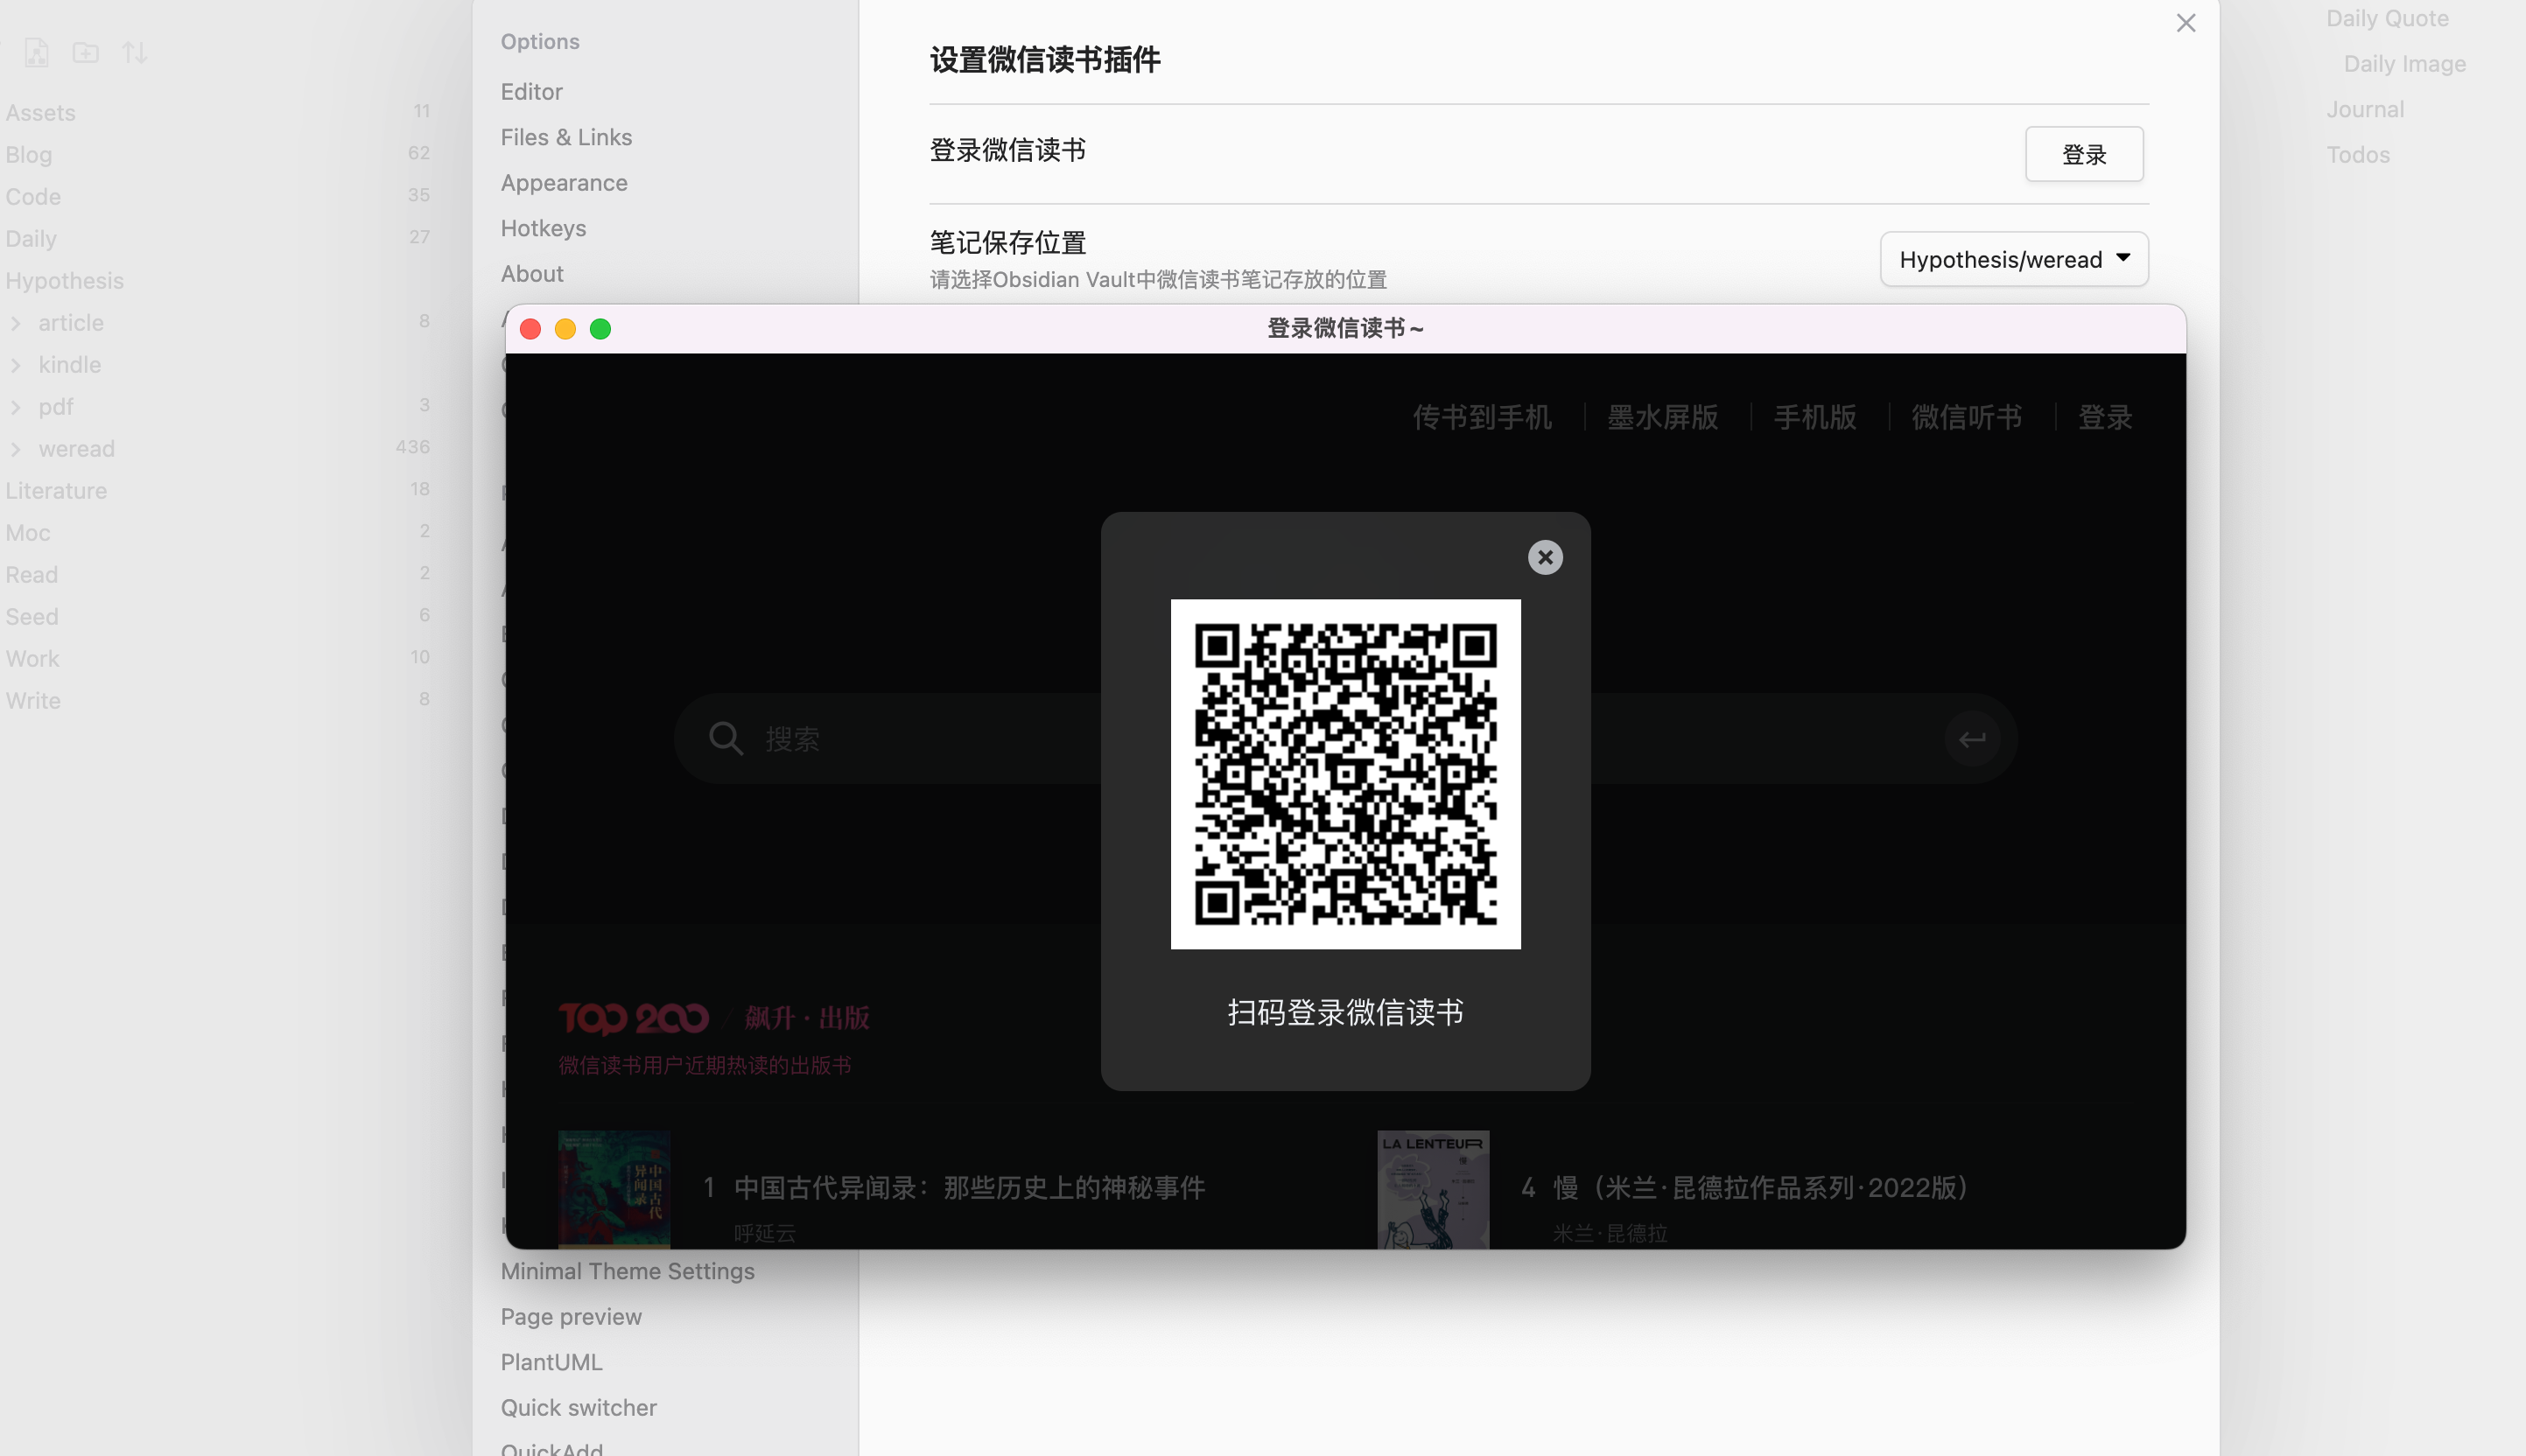 Assets 11
Blog 62
Code 35
Daily 27
Hypothesis
article 8
kindle
pdf 3
weread 436
Literature 18
Moc 2
Read 2
Seed 6
Work 10
Write 8
Options
Editor
Files & Links
Appearance
Hotkeys
About
Minimal Theme Settings
Page preview
PlantUML
Quick switcher
QuickAdd
设置微信读书插件
登录微信读书
登录
笔记保存位置
请选择Obsidian Vault中微信读书笔记存放的位置
Hypothesis/weread
登录微信读书~
传书到手机 | 墨水屏版 | 手机版 | 微信听书 | 登录
搜索
扫码登录微信读书
TOP 200 / 飙升·出版
微信读书用户近期热读的出版书
中国古代
异闻录
1 中国古代异闻录：那些历史上的神秘事件
呼延云
LA LENTEUR
慢
4 慢（米兰·昆德拉作品系列·2022版）
米兰·昆德拉
Daily Quote
Daily Image
Journal
Todos